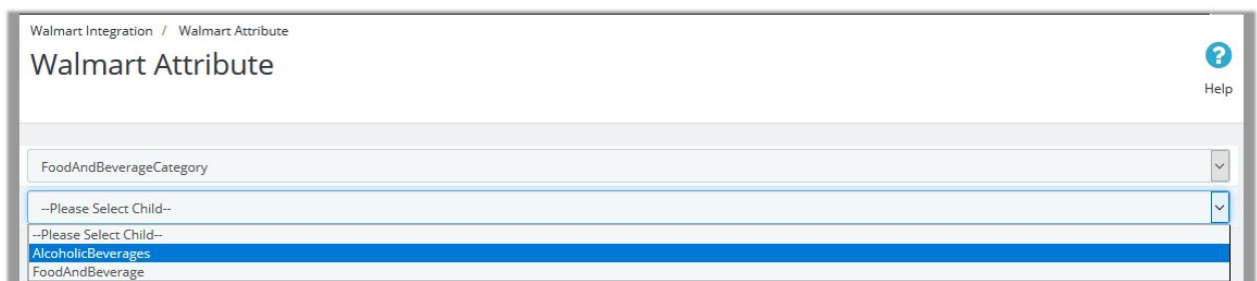 Walmart Integration / Walmart Attribute
Walmart Attribute
?
Help
FoodAndBeverageCategory
--Please Select Child--
--Please Select Child--
AlcoholicBeverages
FoodAndBeverage